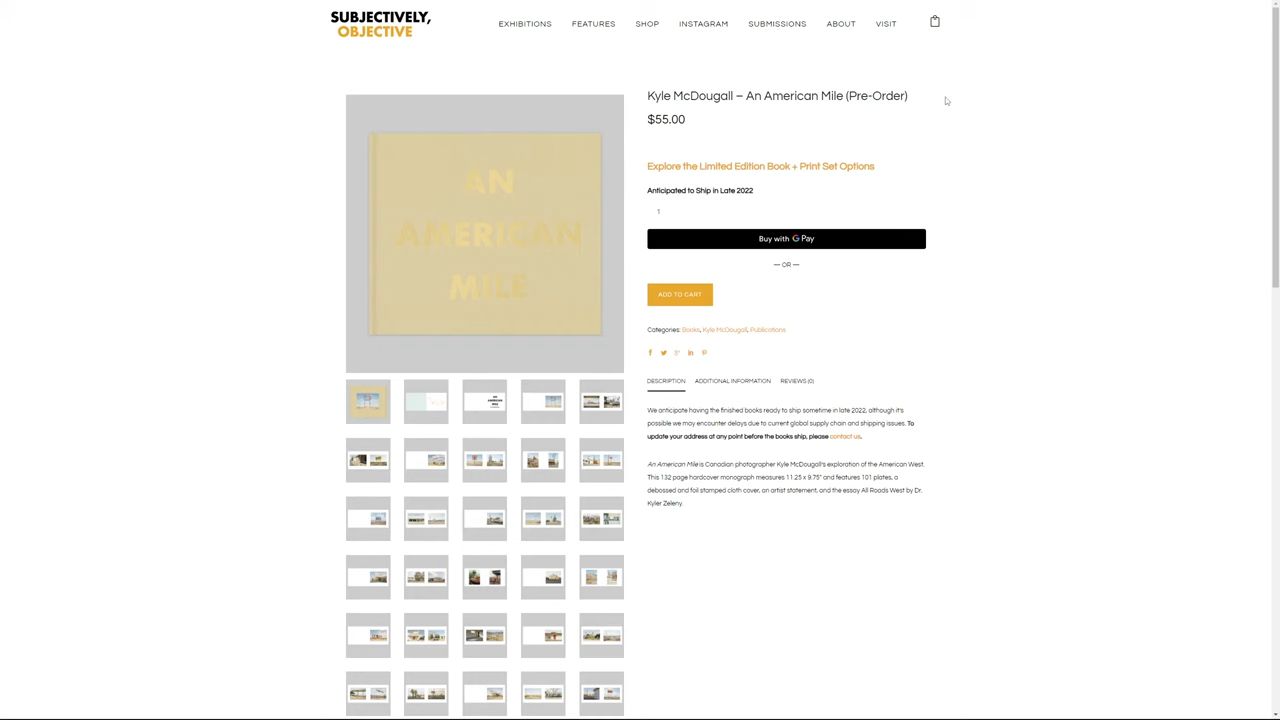 SUBJECTIVELY,
OBJECTIVE
EXHIBITIONS FEATURES SHOP INSTAGRAM SUBMISSIONS ABOUT VISIT
AN
AMERICAN
MILE
Kyle McDougall – An American Mile (Pre-Order)
$55.00
Explore the Limited Edition Book + Print Set Options
Anticipated to Ship in Late 2022
1
Buy with G Pay
— OR —
ADD TO CART
Categories: Books, Kyle McDougall, Publications
DESCRIPTION ADDITIONAL INFORMATION REVIEWS (0)
We anticipate having the finished books ready to ship sometime in late 2022, although it's
possible we may encounter delays due to current global supply chain and shipping issues. To
update your address at any point before the books ship, please contact us.
An American Mile is Canadian photographer Kyle McDougall's exploration of the American West.
This 132 page hardcover monograph measures 11.25 x 9.75" and features 101 plates, a
debossed and foil stamped cloth cover, an artist statement, and the essay All Roads West by Dr.
Kyler Zeleny.
AN
AMERICAN
MILE